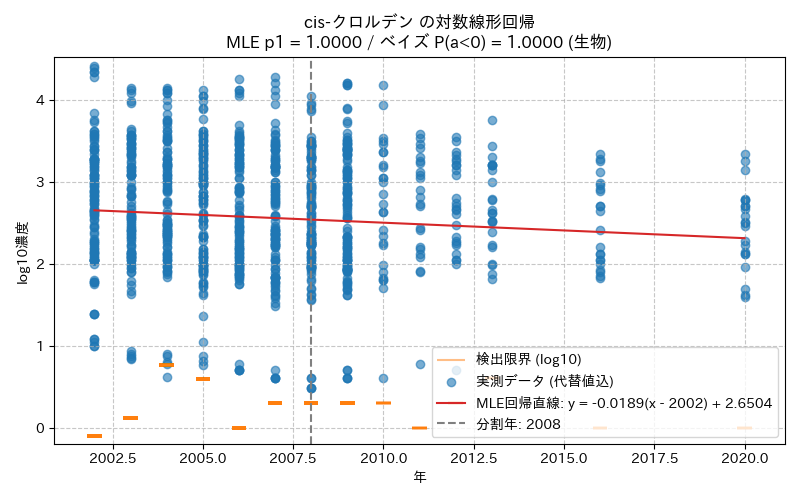 cis-クロルデン の対数線形回帰
MLE p1 = 1.0000 / ベイズ P(a<0) = 1.0000 (生物)
log10濃度
4
3
2
1
0
検出限界 (log10)
実測データ (代替値込)
MLE回帰直線: y = -0.0189(x - 2002) + 2.6504
分割年: 2008
2002.5
2005.0
2007.5
2010.0
2012.5
2015.0
2017.5
2020.0
年